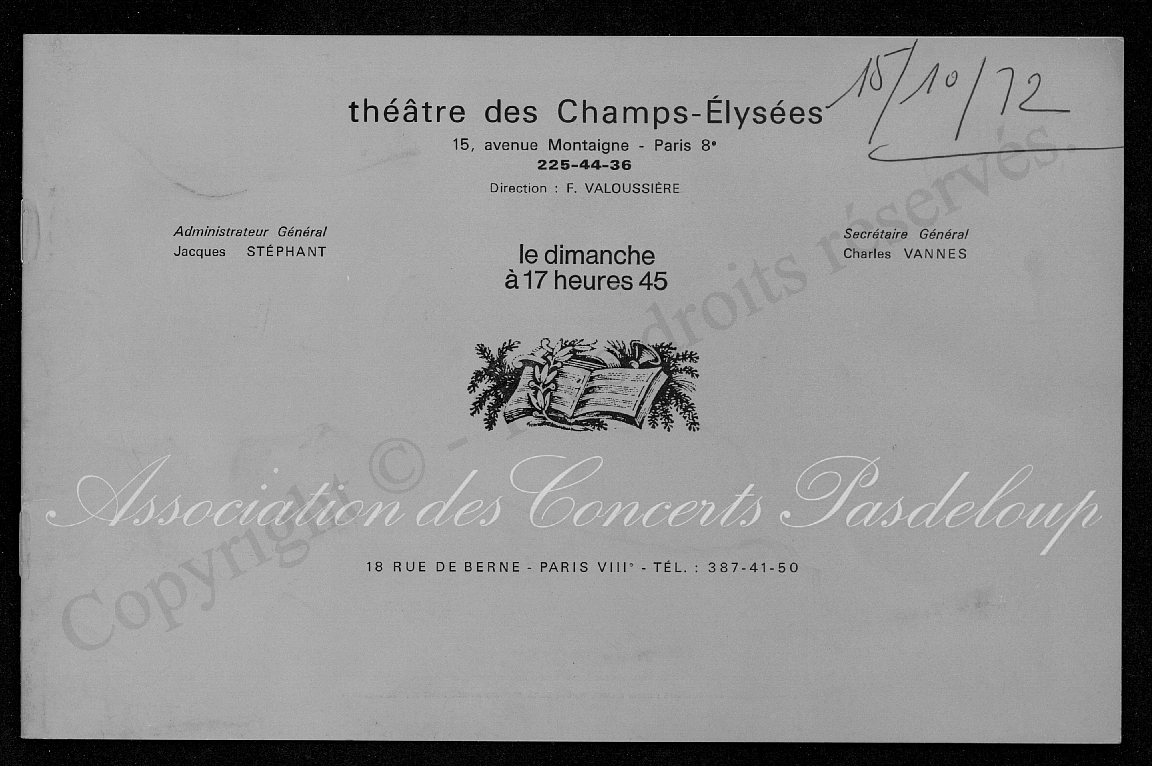 15/10/72
théâtre des Champs-Élysées
15, avenue Montaigne - Paris 8e
225-44-36
Direction : F. VALOUSSIÈRE
Administrateur Général
Jacques STÉPHANT
Secrétaire Général
Charles VANNES
le dimanche
à 17 heures 45
Association des Concerts Pasdeloup
18 RUE DE BERNE - PARIS VIIIe - TÉL. : 387-41-50
Copyright © - droits réservés.